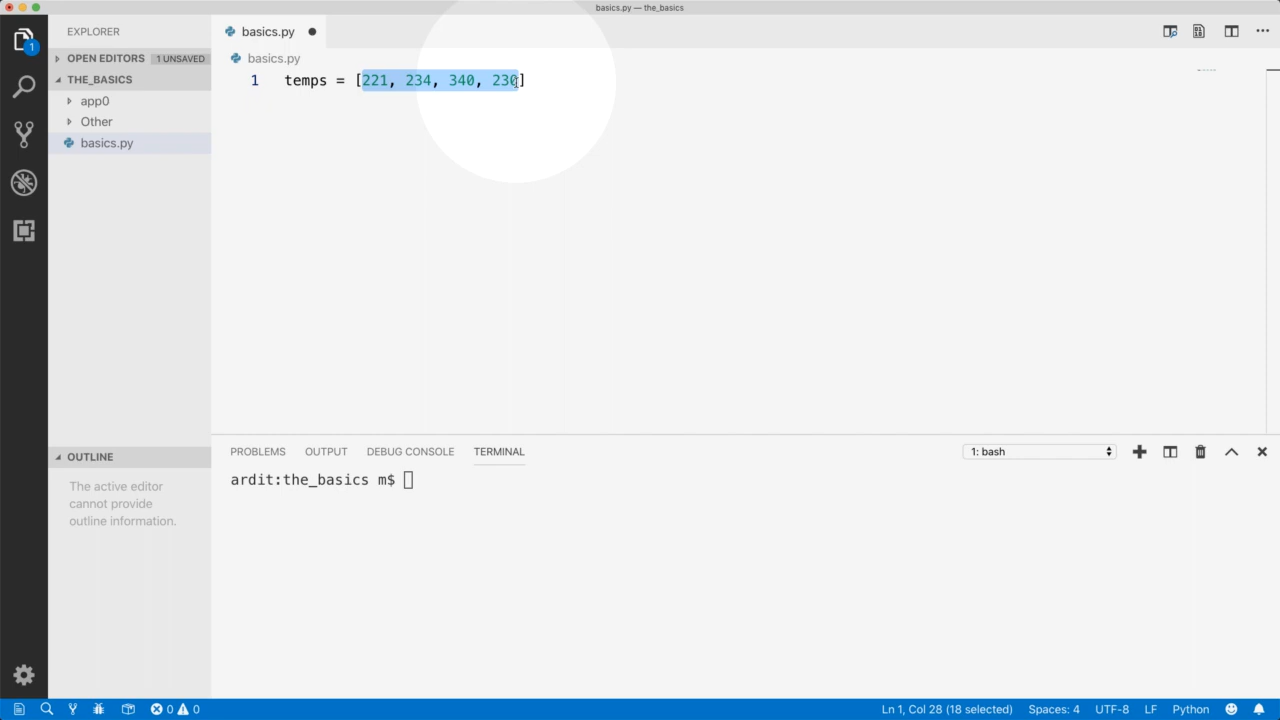 basics.py — the_basics
EXPLORER
basics.py
1
OPEN EDITORS 1 UNSAVED
basics.py
THE_BASICS
1 temps = [221, 234, 340, 230]
app0
Other
basics.py
OUTLINE
The active editor
cannot provide
outline information.
PROBLEMS OUTPUT DEBUG CONSOLE TERMINAL 1: bash
ardit:the_basics m$
0 0 Ln 1, Col 28 (18 selected) Spaces: 4 UTF-8 LF Python